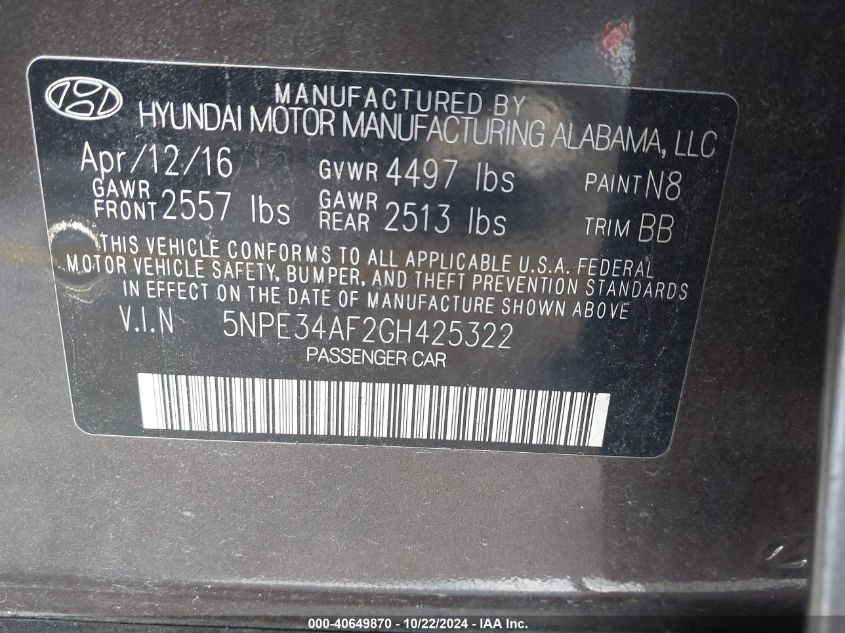 MANUFACTURED BY
HYUNDAI MOTOR MANUFACTURING ALABAMA, LLC
Apr/12/16 GVWR 4497 lbs PAINT N8
GAWR FRONT 2557 lbs GAWR REAR 2513 lbs TRIM BB
THIS VEHICLE CONFORMS TO ALL APPLICABLE U.S.A. FEDERAL
MOTOR VEHICLE SAFETY, BUMPER, AND THEFT PREVENTION STANDARDS
IN EFFECT ON THE DATE OF MANUFACTURE SHOWN ABOVE
V.I.N 5NPE34AF2GH425322
PASSENGER CAR
000-40649870 - 10/22/2024 - IAA Inc.